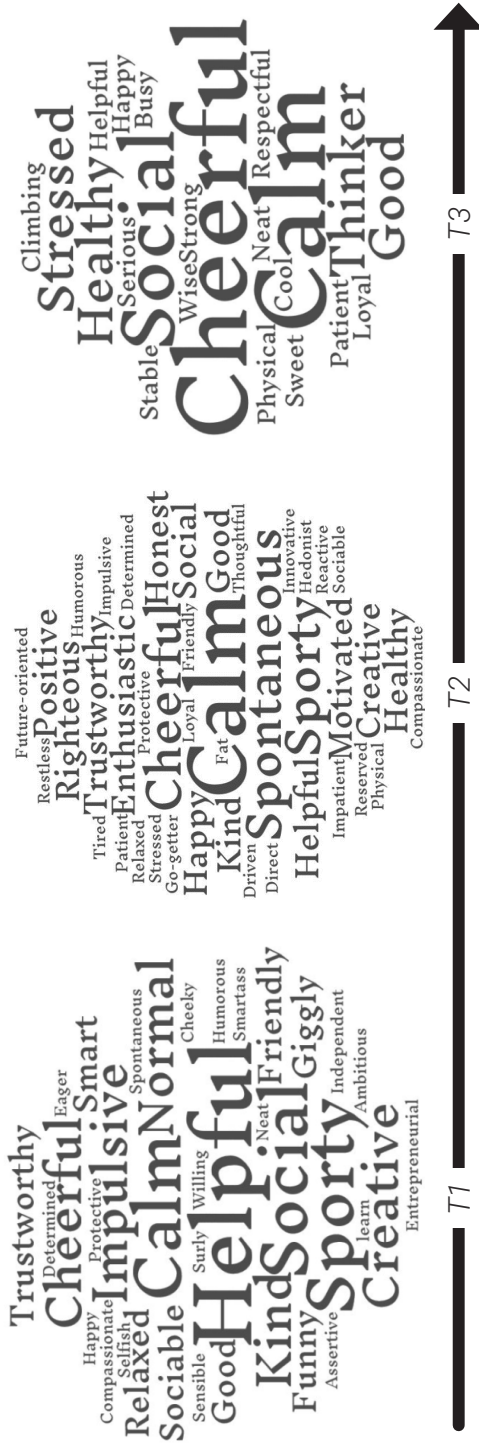 Trustworthy
Determined
Cheerful
Eager
Happy
Compassionate
Selfish
Protective
Smart
Impulsive
Relaxed
Spontaneous
Sociable
Calm
Normal
Cheeky
Sensible
Surly
Willing
Good
Helpful
Humorous
Smartass
Kind
Neat
Friendly
Social
Funny
Giggly
Assertive
Sporty
Independent
learn
Ambitious
Creative
Entrepreneurial
T1
Future-oriented
Restless
Positive
Humorous
Righteous
Impulsive
Tired
Trustworthy
Patient
Enthusiastic
Determined
Relaxed
Protective
Stressed
Cheerful
Honest
Go-getter
Loyal
Friendly
Social
Happy
Calm
Good
Kind
Fat
Thoughtful
Driven
Spontaneous
Direct
Innovative
Helpful
Sporty
Hedonist
Reactive
Impatient
Motivated
Sociable
Reserved
Creative
Physical
Healthy
Compassionate
T2
Climbing
Stressed
Helpful
Healthy
Happy
Serious
Busy
Stable
Social
Wise
Strong
Cheerful
Physical
Neat
Respectful
Sweet
Cool
Calm
Patient
Thinker
Loyal
Good
T3